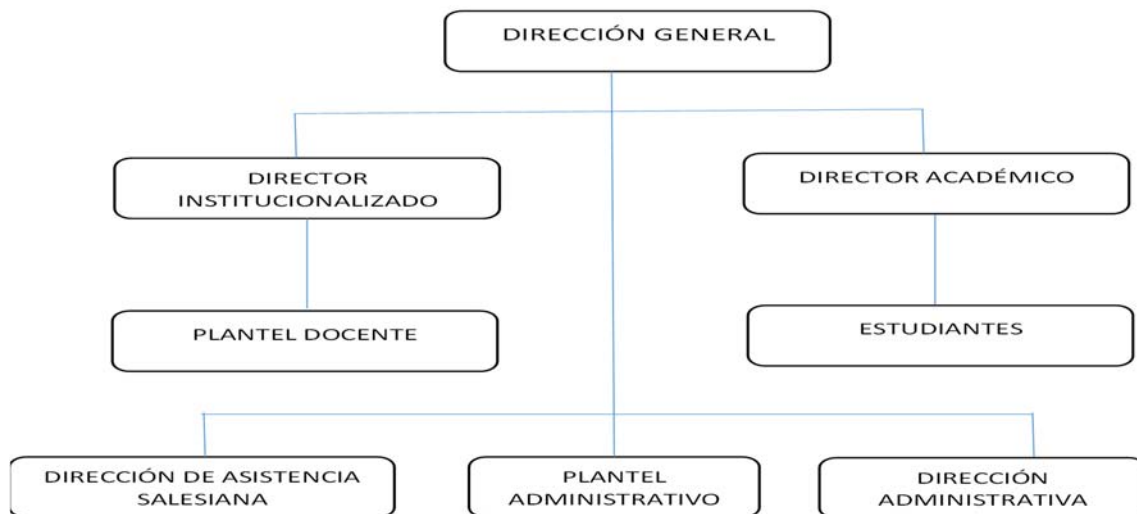 DIRECCIÓN GENERAL
DIRECTOR
INSTITUCIONALIZADO
DIRECTOR ACADÉMICO
PLANTEL DOCENTE
ESTUDIANTES
DIRECCIÓN DE ASISTENCIA
SALESIANA
PLANTEL
ADMINISTRATIVO
DIRECCIÓN
ADMINISTRATIVA